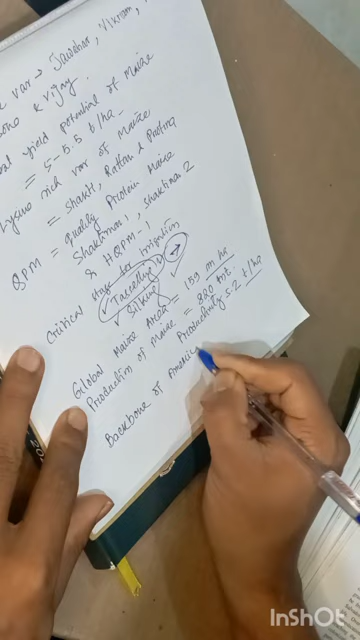 var → Jawahar, Vikram,
& Vijay.
yield potential of Maize
= 5-5.5 t/ha
Lysine rich var of Maize
= Shakti, Rattan & Protina
QPM = Quality Protein Maize
Shaktiman 1, Shaktiman 2
& HQPM-1
Critical stage for Irrigation
✓ Tasselling →
✓ Silking ✓
Global Maize Area = 159 m ha
Production of Maize = 820 mt.
Productivity 5.2 t/ha
Backbone of Americ
InShOt